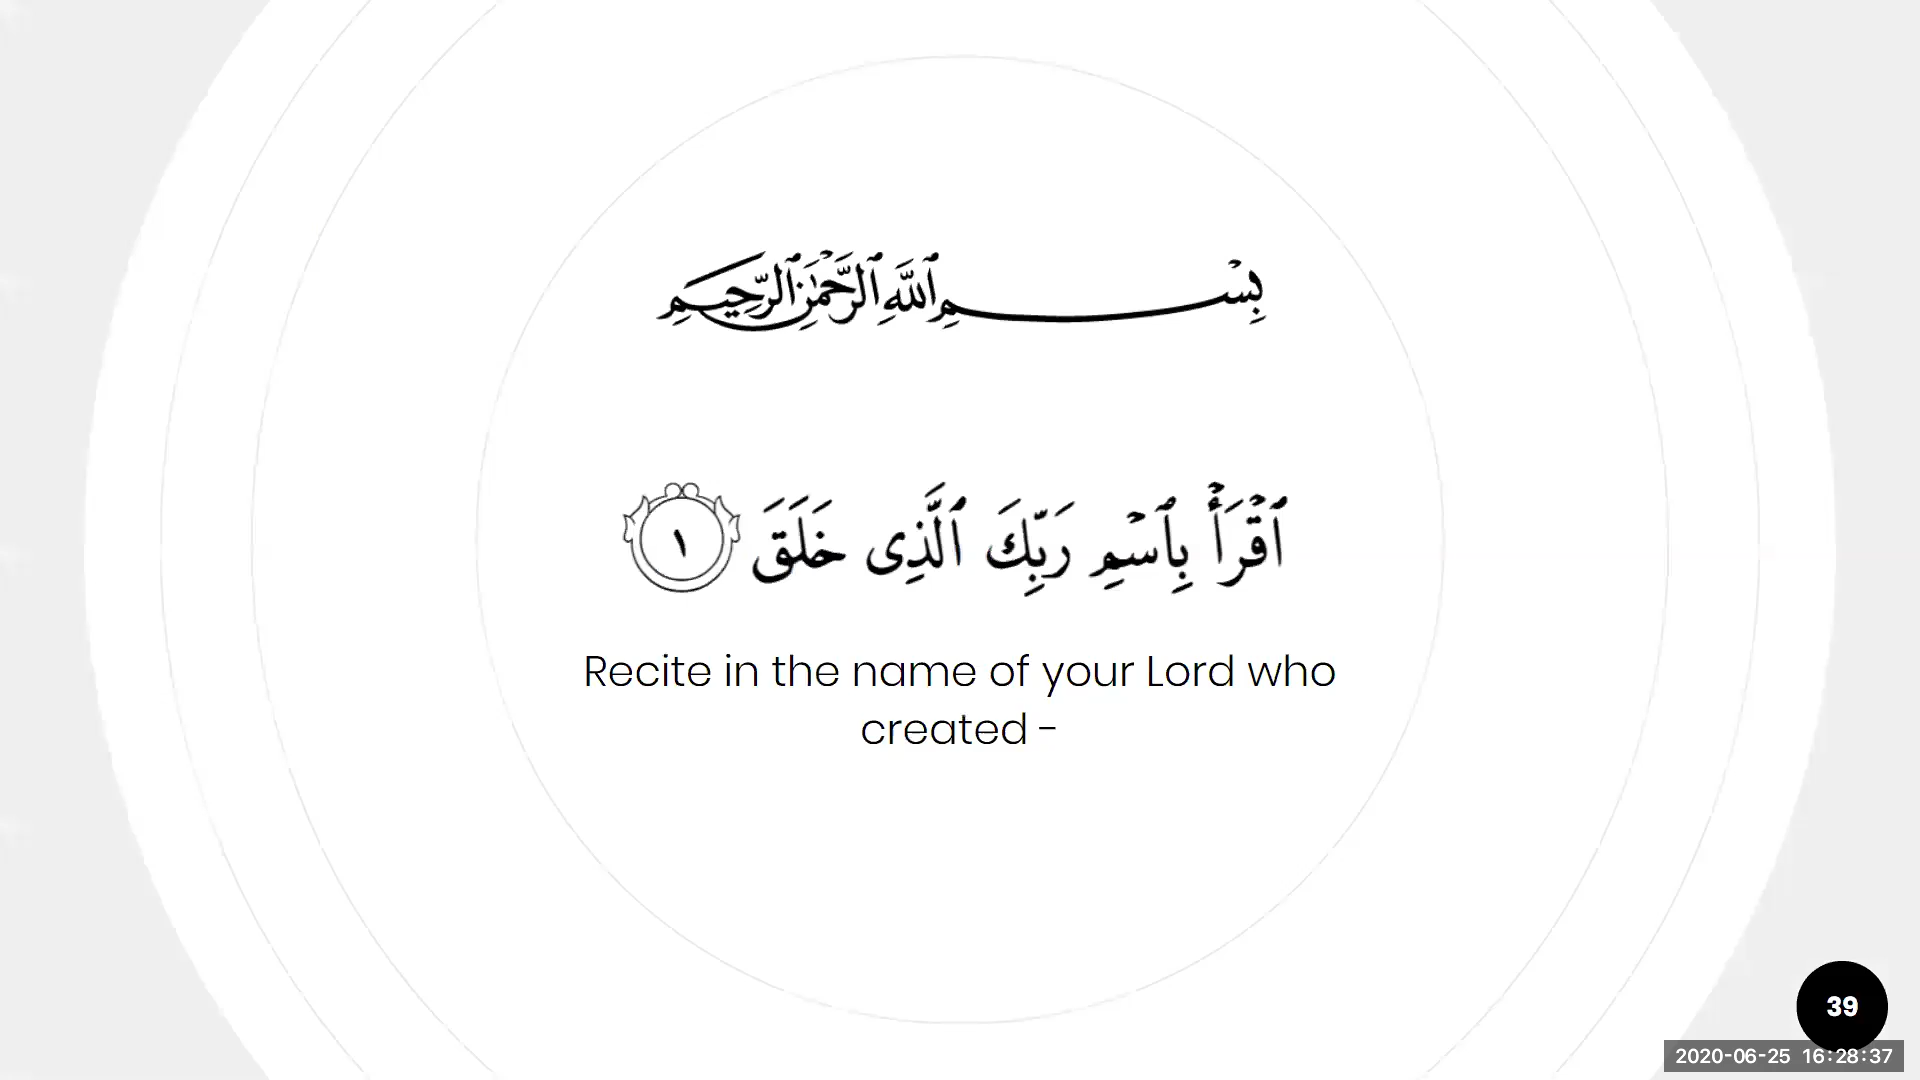 بِسْمِ ٱللَّهِ ٱلرَّحْمَٰنِ ٱلرَّحِيمِ
ٱقْرَأْ بِٱسْمِ رَبِّكَ ٱلَّذِى خَلَقَ ١
Recite in the name of your Lord who
created -
39
2020-06-25 16:28:37